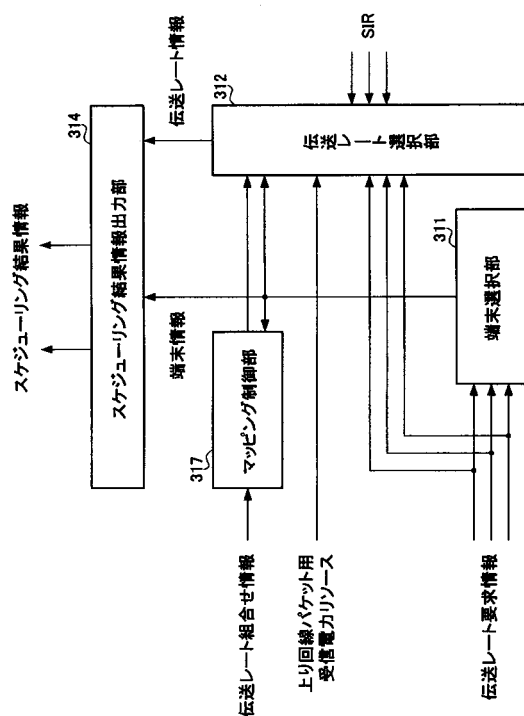 スケジューリング結果情報
314
スケジューリング結果情報出力部
伝送レート情報
端末情報
312
伝送レート選択部
SIR
317
マッピング制御部
伝送レート組合せ情報
上り回線パケット用
受信電力リソース
311
端末選択部
伝送レート要求情報